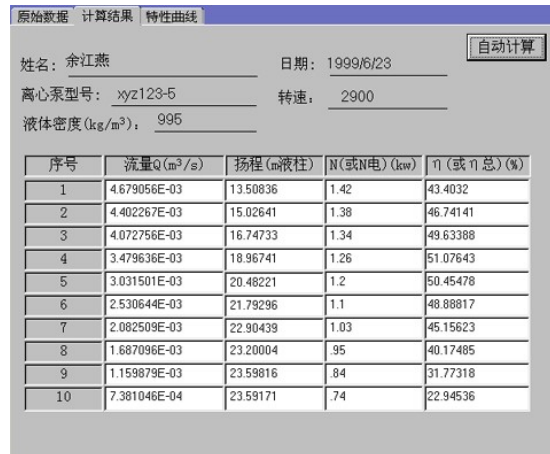 原始数据 计算结果 特性曲线
自动计算
姓名: 余江燕 日期: 1999/6/23
离心泵型号: xyz123-5 转速: 2900
液体密度(kg/m³): 995
序号 流量Q(m³/s) 扬程(m液柱) N(或N电)(kw) η(或η总)(%)
1 4.679056E-03 13.50836 1.42 43.4032
2 4.402267E-03 15.02641 1.38 46.74141
3 4.072756E-03 16.74733 1.34 49.63388
4 3.479636E-03 18.96741 1.26 51.07643
5 3.031501E-03 20.48221 1.2 50.45478
6 2.530644E-03 21.79296 1.1 48.88817
7 2.082509E-03 22.90439 1.03 45.15623
8 1.687096E-03 23.20004 .95 40.17485
9 1.159879E-03 23.59816 .84 31.77318
10 7.381046E-04 23.59171 .74 22.94536